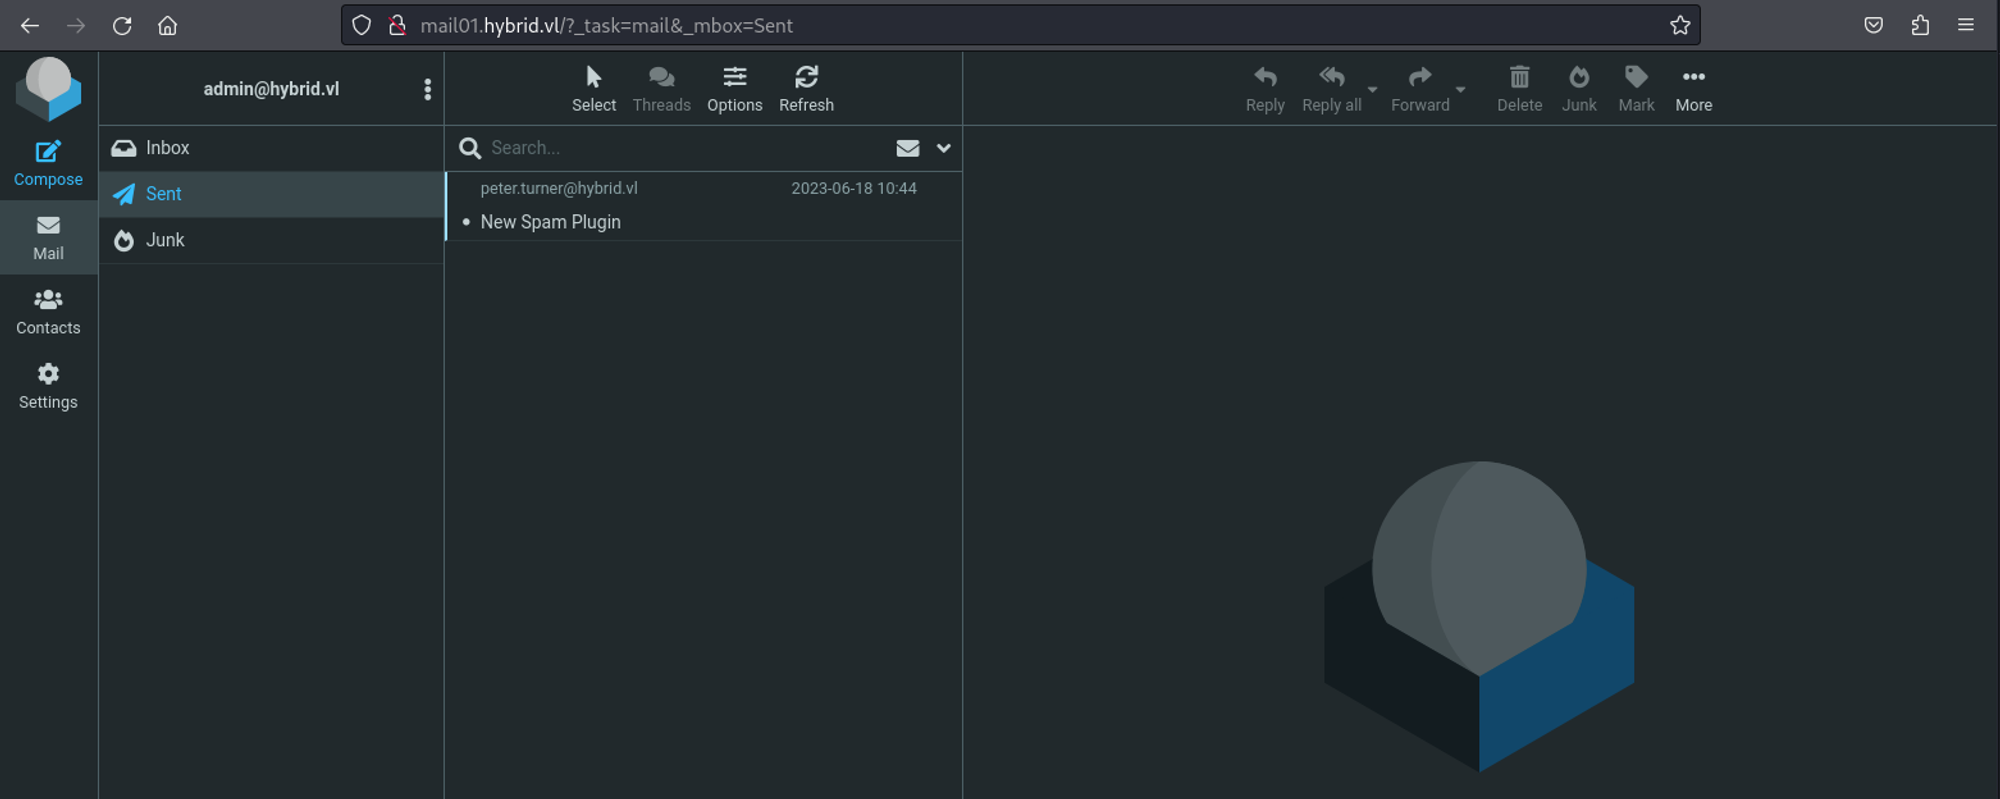 mail01.hybrid.vl/?_task=mail&_mbox=Sent
admin@hybrid.vl
Select Threads Options Refresh
Reply Reply all Forward Delete Junk Mark More
Compose
Mail
Contacts
Settings
Inbox
Sent
Junk
Search...
peter.turner@hybrid.vl 2023-06-18 10:44
New Spam Plugin